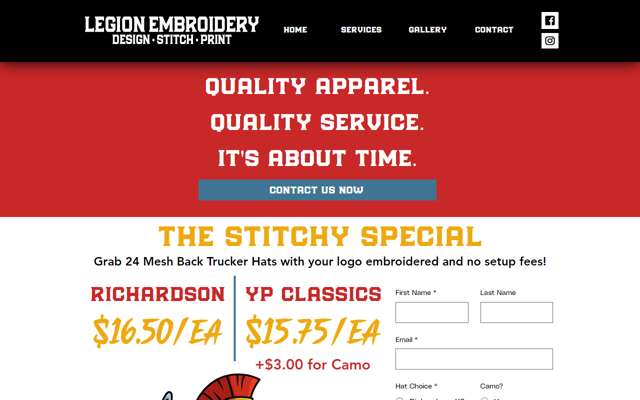 LEGION EMBROIDERY
DESIGN • STITCH • PRINT
HOME
SERVICES
GALLERY
CONTACT
QUALITY APPAREL.
QUALITY SERVICE.
IT'S ABOUT TIME.
CONTACT US NOW
THE STITCHY SPECIAL
Grab 24 Mesh Back Trucker Hats with your logo embroidered and no setup fees!
RICHARDSON
$16.50/EA
YP CLASSICS
$15.75/EA
+$3.00 for Camo
First Name *
Last Name
Email *
Hat Choice *
Camo?